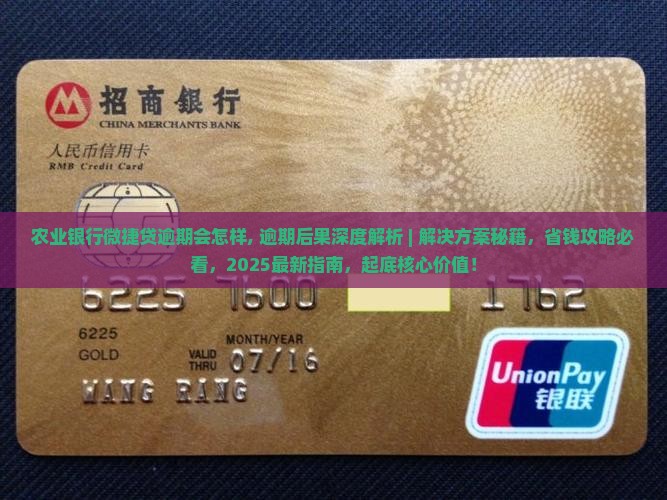 招商银行
CHINA MERCHANTS BANK
人民币信用卡
RMB Credit Card
农业银行微捷贷逾期会怎样, 逾期后果深度解析 | 解决方案秘籍，省钱攻略必
看，2025最新指南，起底核心价值！
6225 7600 1762
6225
MONTH/YEAR
GOLD VALID THRU 07/16
WANG RANG
UnionPay
银联